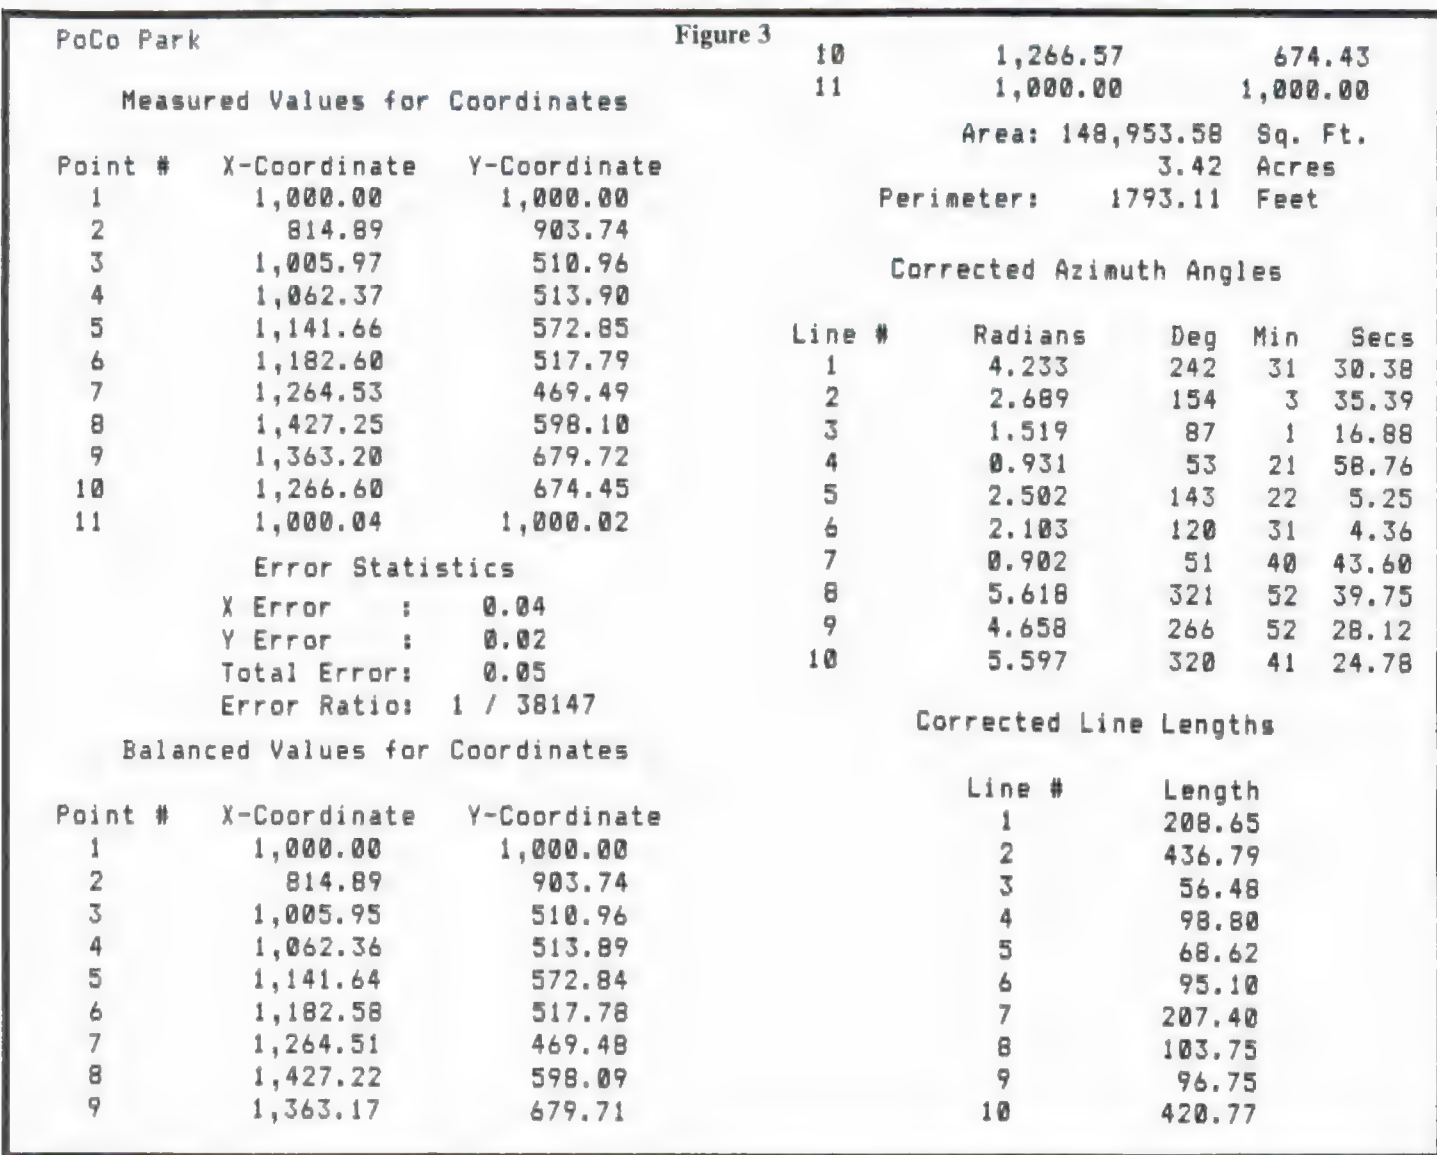 Figure 3
PoCo Park
Measured Values for Coordinates
Point # X-Coordinate Y-Coordinate
1 1,000.00 1,000.00
2 814.89 903.74
3 1,005.97 510.96
4 1,062.37 513.90
5 1,141.66 572.85
6 1,182.60 517.79
7 1,264.53 469.49
8 1,427.25 598.10
9 1,363.20 679.72
10 1,266.60 674.45
11 1,000.04 1,000.02
Error Statistics
X Error : 0.04
Y Error : 0.02
Total Error: 0.05
Error Ratio: 1 / 38147
Balanced Values for Coordinates
Point # X-Coordinate Y-Coordinate
1 1,000.00 1,000.00
2 814.89 903.74
3 1,005.95 510.96
4 1,062.36 513.89
5 1,141.64 572.84
6 1,182.58 517.78
7 1,264.51 469.48
8 1,427.22 598.09
9 1,363.17 679.71
10 1,266.57 674.43
11 1,000.00 1,000.00
Area: 148,953.58 Sq. Ft.
3.42 Acres
Perimeter: 1793.11 Feet
Corrected Azimuth Angles
Line # Radians Deg Min Secs
1 4.233 242 31 30.38
2 2.689 154 3 35.39
3 1.519 87 1 16.88
4 0.931 53 21 58.76
5 2.502 143 22 5.25
6 2.103 120 31 4.36
7 0.902 51 40 43.60
8 5.618 321 52 39.75
9 4.658 266 52 28.12
10 5.597 320 41 24.78
Corrected Line Lengths
Line # Length
1 208.65
2 436.79
3 56.48
4 98.80
5 68.62
6 95.10
7 207.40
8 103.75
9 96.75
10 420.77